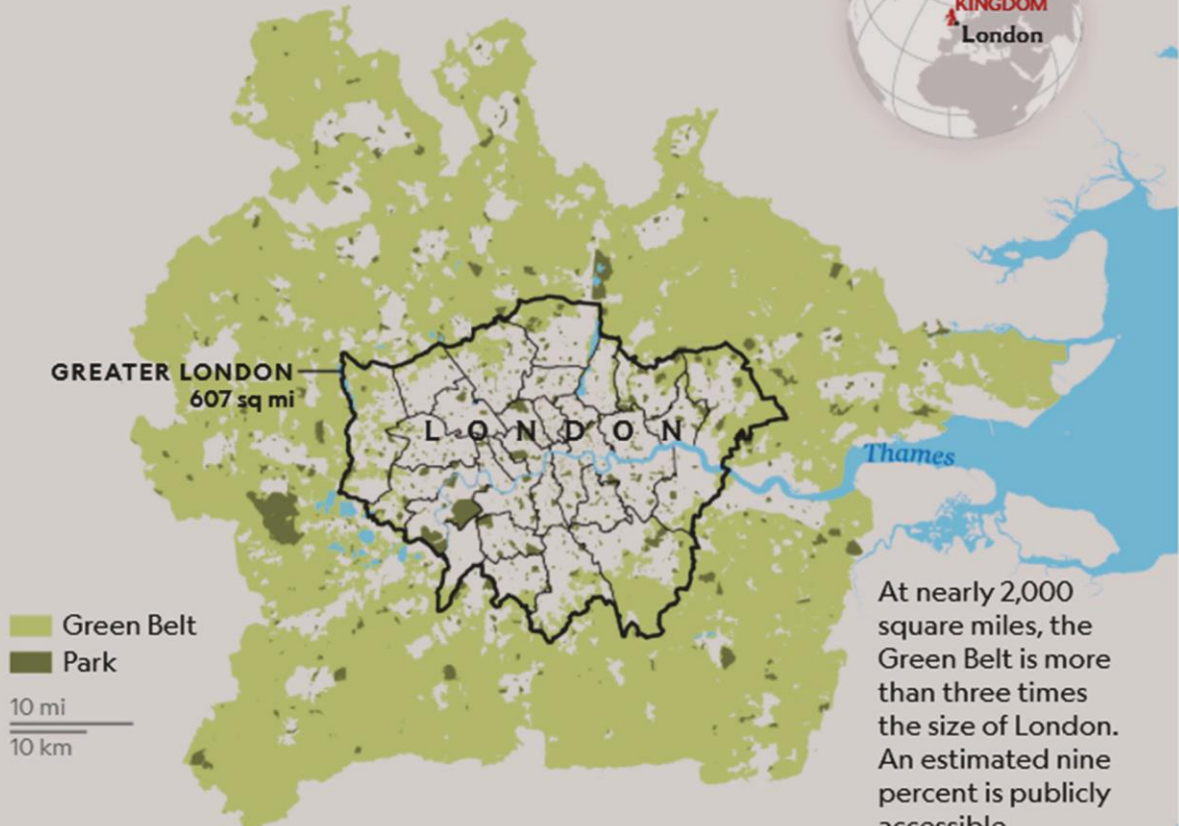 KINGDOM
London
GREATER LONDON
607 sq mi
LONDON
Thames
Green Belt
Park
10 mi
10 km
At nearly 2,000
square miles, the
Green Belt is more
than three times
the size of London.
An estimated nine
percent is publicly
accessible.